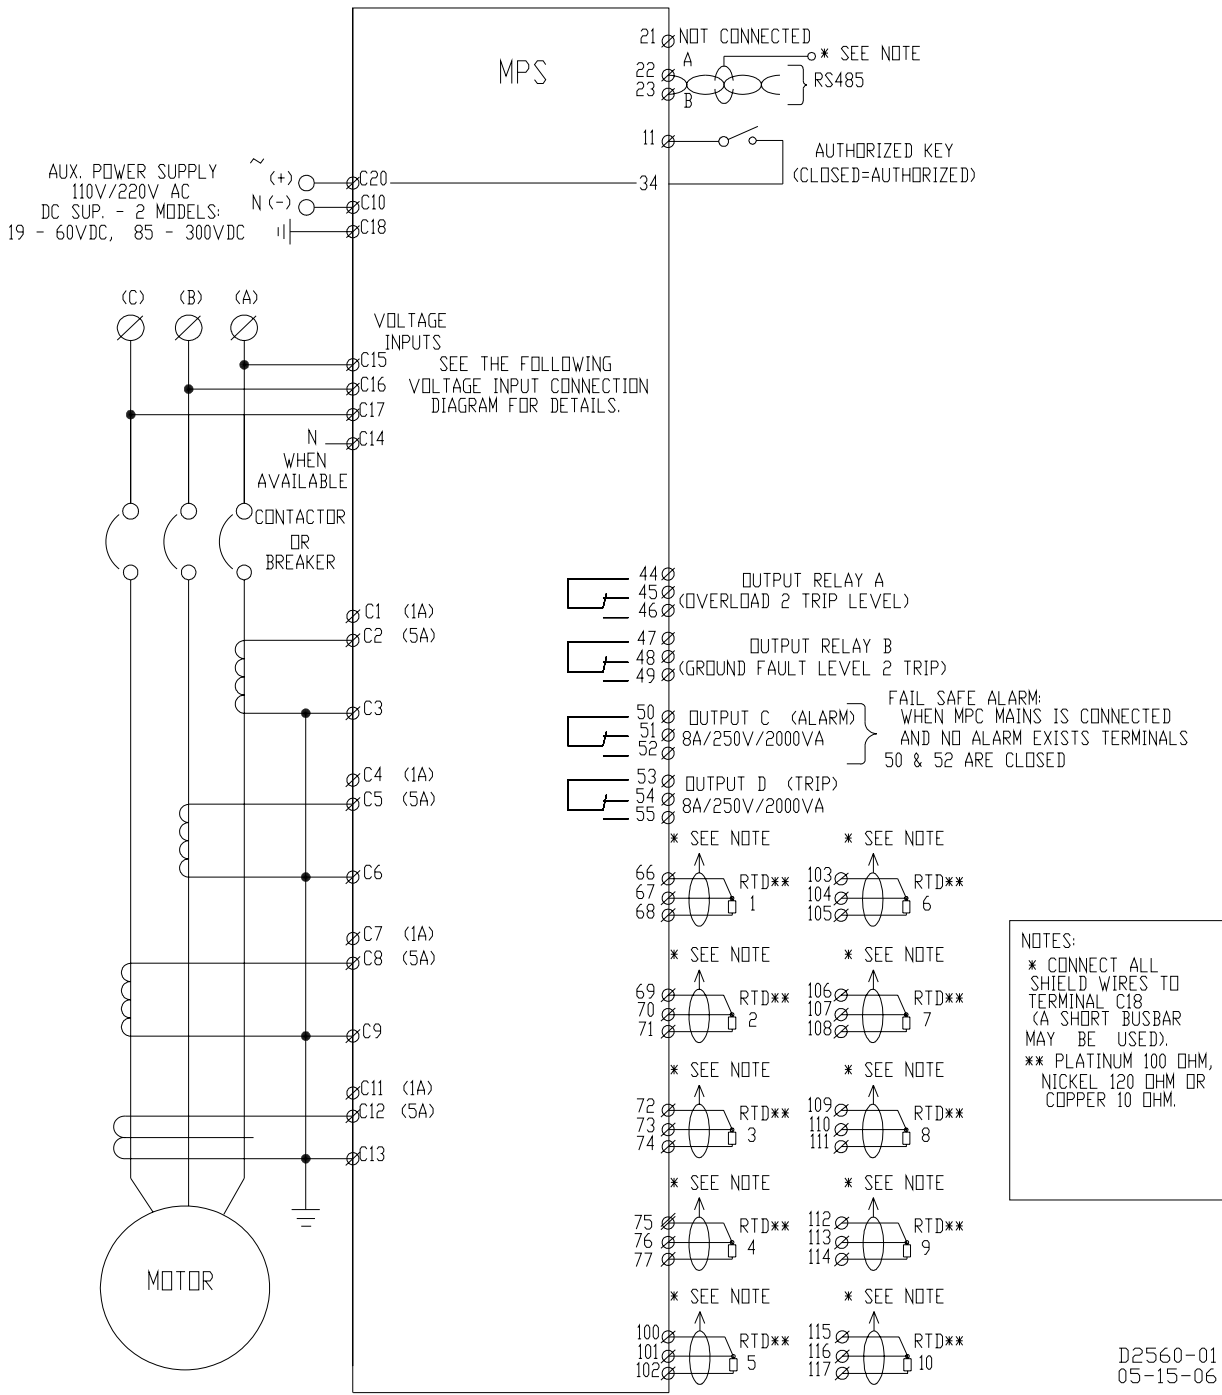 MPS
21 NOT CONNECTED
A
* SEE NOTE
22
23
B
RS485
11
AUTHORIZED KEY
(CLOSED=AUTHORIZED)
34
AUX. POWER SUPPLY
110V/220V AC
DC SUP. - 2 MODELS:
19 - 60VDC, 85 - 300VDC
~
(+)
N (-)
C20
C10
C18
(C) (B) (A)
VOLTAGE
INPUTS
C15
C16
C17
C14
SEE THE FOLLOWING
VOLTAGE INPUT CONNECTION
DIAGRAM FOR DETAILS.
N
WHEN
AVAILABLE
CONTACTOR
OR
BREAKER
C1 (1A)
C2 (5A)
C3
C4 (1A)
C5 (5A)
C6
C7 (1A)
C8 (5A)
C9
C11 (1A)
C12 (5A)
C13
MOTOR
44
45
46
OUTPUT RELAY A
(OVERLOAD 2 TRIP LEVEL)
47
48
49
OUTPUT RELAY B
(GROUND FAULT LEVEL 2 TRIP)
50
51
52
OUTPUT C (ALARM)
8A/250V/2000VA
FAIL SAFE ALARM:
WHEN MPC MAINS IS CONNECTED
AND NO ALARM EXISTS TERMINALS
50 & 52 ARE CLOSED
53
54
55
OUTPUT D (TRIP)
8A/250V/2000VA
* SEE NOTE
66
67
68
RTD**
1
* SEE NOTE
103
104
105
RTD**
6
* SEE NOTE
69
70
71
RTD**
2
* SEE NOTE
106
107
108
RTD**
7
* SEE NOTE
72
73
74
RTD**
3
* SEE NOTE
109
110
111
RTD**
8
* SEE NOTE
75
76
77
RTD**
4
* SEE NOTE
112
113
114
RTD**
9
* SEE NOTE
100
101
102
RTD**
5
* SEE NOTE
115
116
117
RTD**
10
NOTES:
* CONNECT ALL
SHIELD WIRES TO
TERMINAL C18
(A SHORT BUSBAR
MAY BE USED).
** PLATINUM 100 OHM,
NICKEL 120 OHM OR
COPPER 10 OHM.
D2560-01
05-15-06